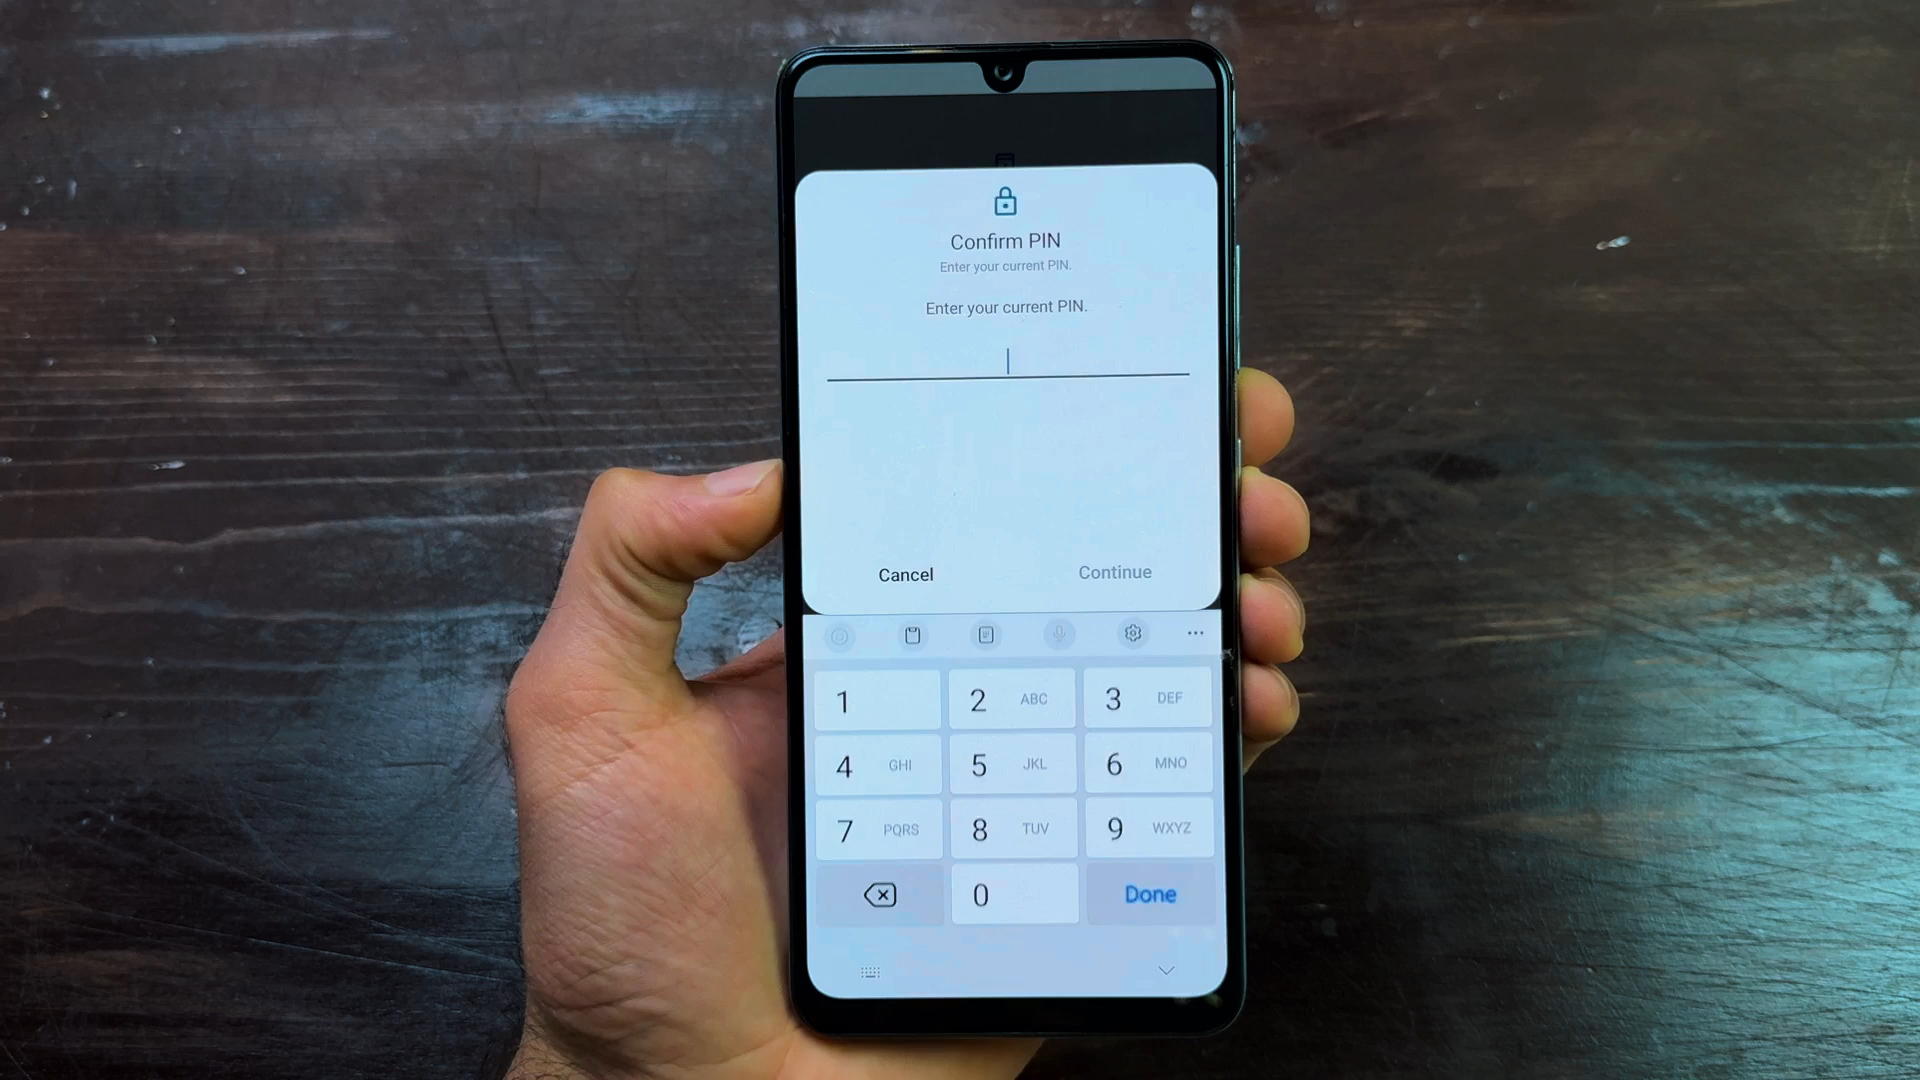 Confirm PIN
Enter your current PIN.
Enter your current PIN.
Cancel Continue
1 2 ABC 3 DEF
4 GHI 5 JKL 6 MNO
7 PQRS 8 TUV 9 WXYZ
0 Done